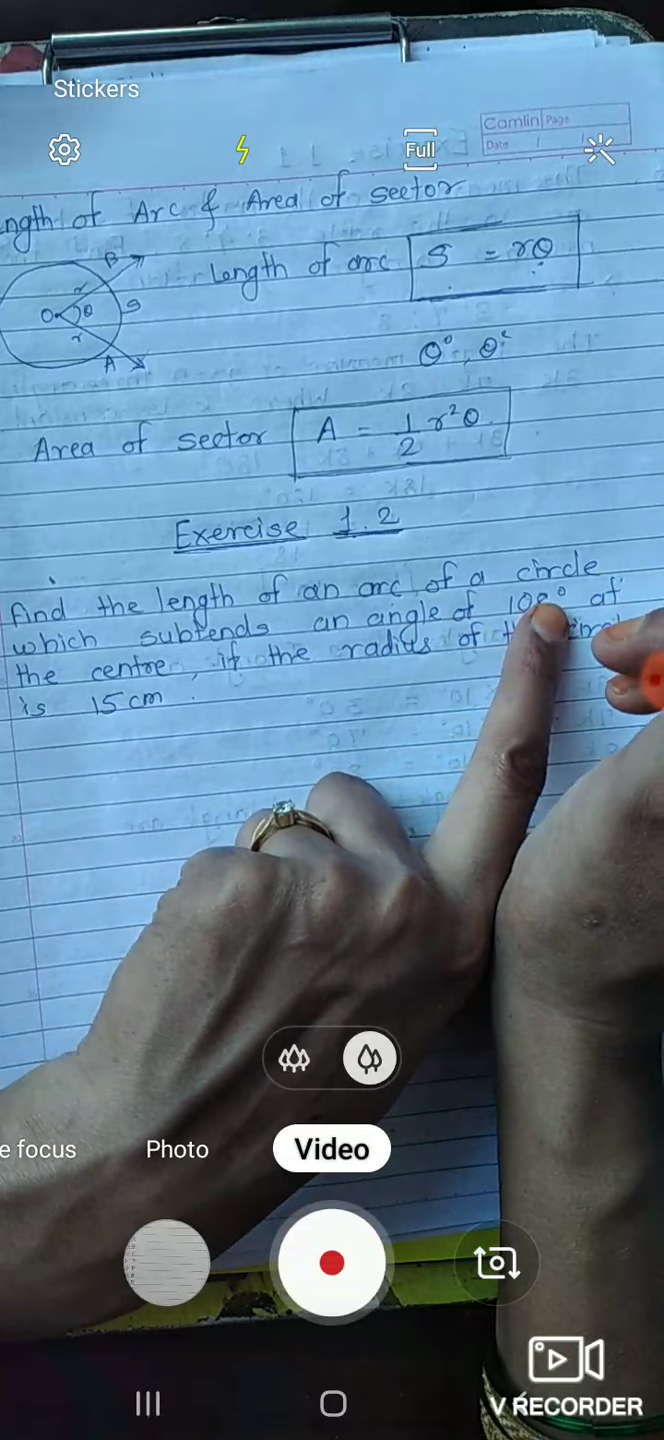 Stickers
Full
Camlin Page
Date / /
ngth of Arc & Area of sector
B
Length of arc S = rθ
r
O θ S
r
A
θ°, θᶜ
Area of sector A = 1/2 r²θ
Exercise 1.2
find the length of an arc of a circle
which subtends an angle of 108° at
the centre, if the radius of the circl
is 15 cm.
e focus Photo Video
V RECORDER